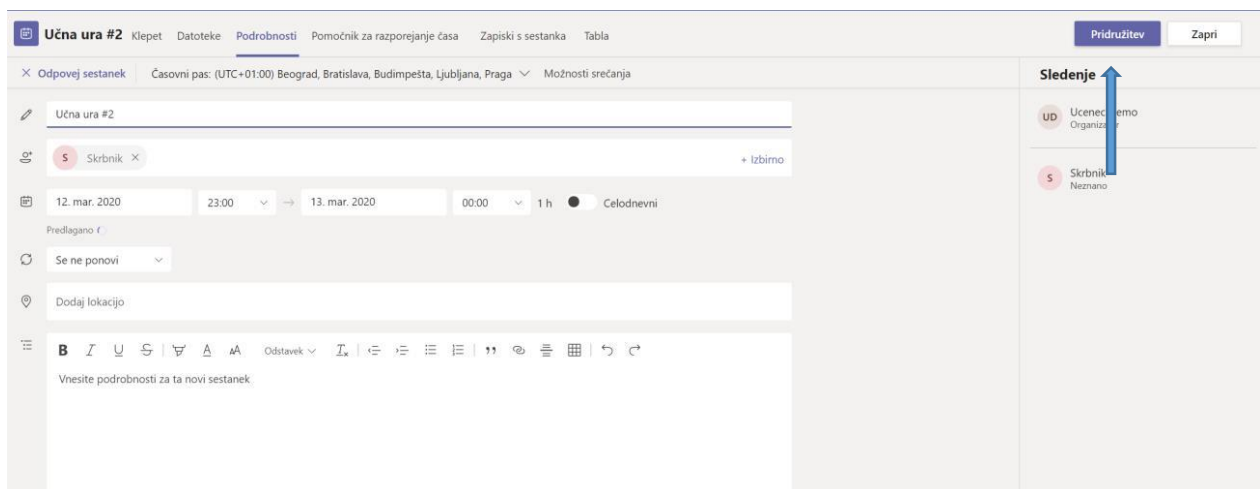 Učna ura #2 Klepet Datoteke Podrobnosti Pomočnik za razporejanje časa Zapiski s sestanka Tabla Pridružitev Zapri
× Odpovej sestanek Časovni pas: (UTC+01:00) Beograd, Bratislava, Budimpešta, Ljubljana, Praga Možnosti srečanja
Sledenje
Učna ura #2
UD Ucenec
Organiza
S Skrbnik × + Izbirno
S Skrbnik
Neznano
12. mar. 2020 23:00 → 13. mar. 2020 00:00 1 h Celodnevni
Predlagano
Se ne ponovi
Dodaj lokacijo
B I U S A AA Odstavek
Vnesite podrobnosti za ta novi sestanek